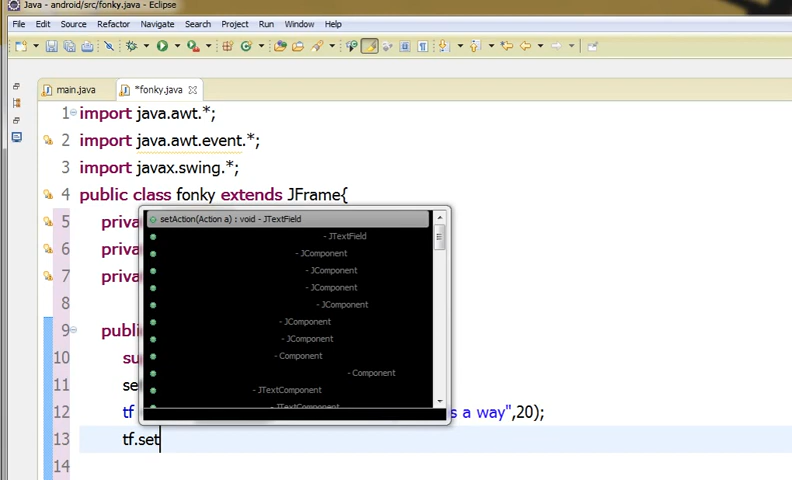 Java - android/src/fonky.java - Eclipse
File Edit Source Refactor Navigate Search Project Run Window Help
main.java *fonky.java
1 import java.awt.*;
2 import java.awt.event.*;
3 import javax.swing.*;
4 public class fonky extends JFrame{
setAction(Action a) : void - JTextField
5 priva
- JTextField
6 priva
- JComponent
- JComponent
7 priva
- JComponent
8
- JComponent
- JComponent
9 public
- JComponent
10 su
- Component
- Component
11 se
- JTextComponent
- JTextComponent
12 tf s a way",20);
13 tf.set
14